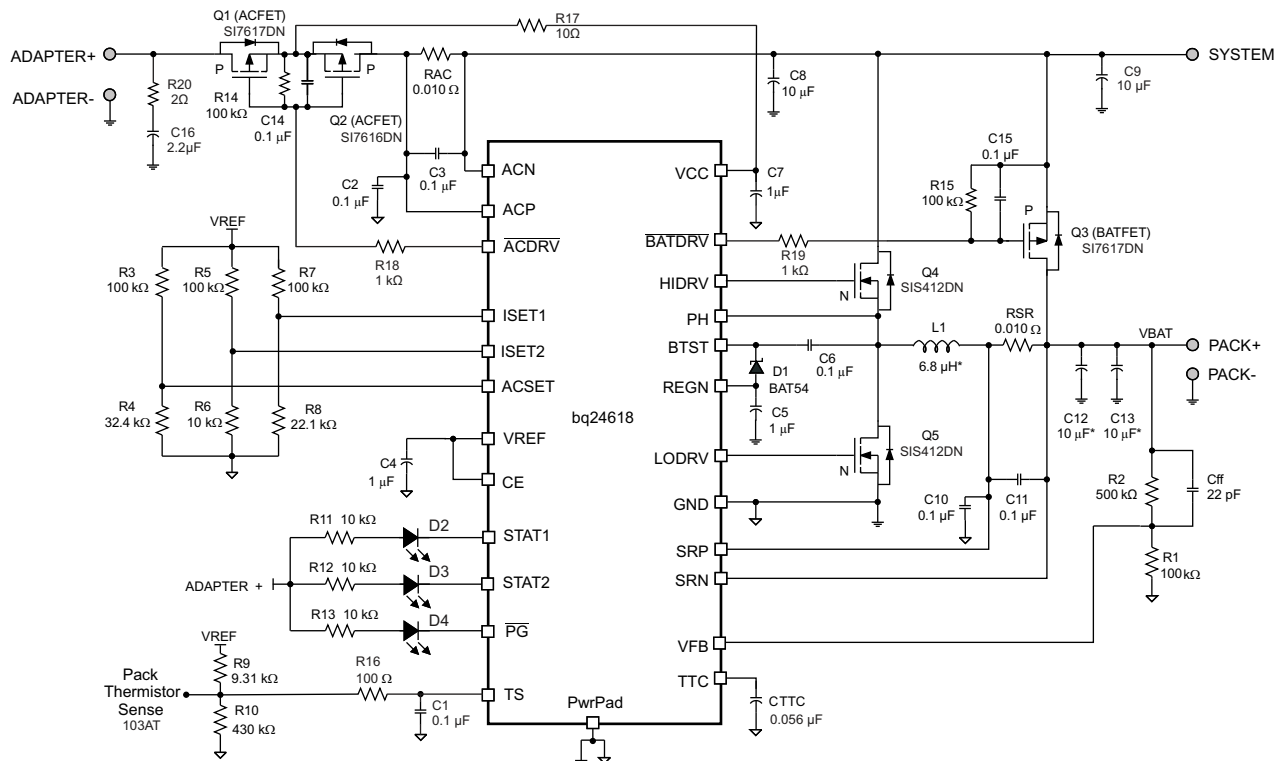 Q1 (ACFET)
SI7617DN
R17
10Ω
ADAPTER+
SYSTEM
P
P
RAC
0.010 Ω
C8
10 µF
C9
10 µF
ADAPTER-
R20
2Ω
R14
100 kΩ
C14
0.1 µF
Q2 (ACFET)
SI7616DN
C16
2.2µF
C3
0.1 µF
C2
0.1 µF
ACN
ACP
ACDRV
VCC
C7
1µF
C15
0.1 µF
R15
100 kΩ
P
Q3 (BATFET)
SI7617DN
BATDRV
R19
1 kΩ
VREF
R18
1 kΩ
R3
100 kΩ
R5
100 kΩ
R7
100 kΩ
HIDRV
Q4
SIS412DN
N
ISET1
ISET2
ACSET
PH
BTST
REGN
L1
6.8 µH*
RSR
0.010 Ω
VBAT
PACK+
PACK-
C6
0.1 µF
D1
BAT54
C5
1 µF
R4
32.4 kΩ
R6
10 kΩ
R8
22.1 kΩ
bq24618
C12
10 µF*
C13
10 µF*
VREF
CE
C4
1 µF
LODRV
Q5
SIS412DN
N
GND
R2
500 kΩ
Cff
22 pF
C10
0.1 µF
C11
0.1 µF
R11 10 kΩ
D2
STAT1
SRP
ADAPTER +
R12 10 kΩ
D3
STAT2
SRN
R1
100kΩ
R13 10 kΩ
D4
PG
VFB
VREF
R9
9.31 kΩ
R16
100 Ω
Pack
Thermistor
Sense
103AT
R10
430 kΩ
C1
0.1 µF
TS
TTC
CTTC
0.056 µF
PwrPad